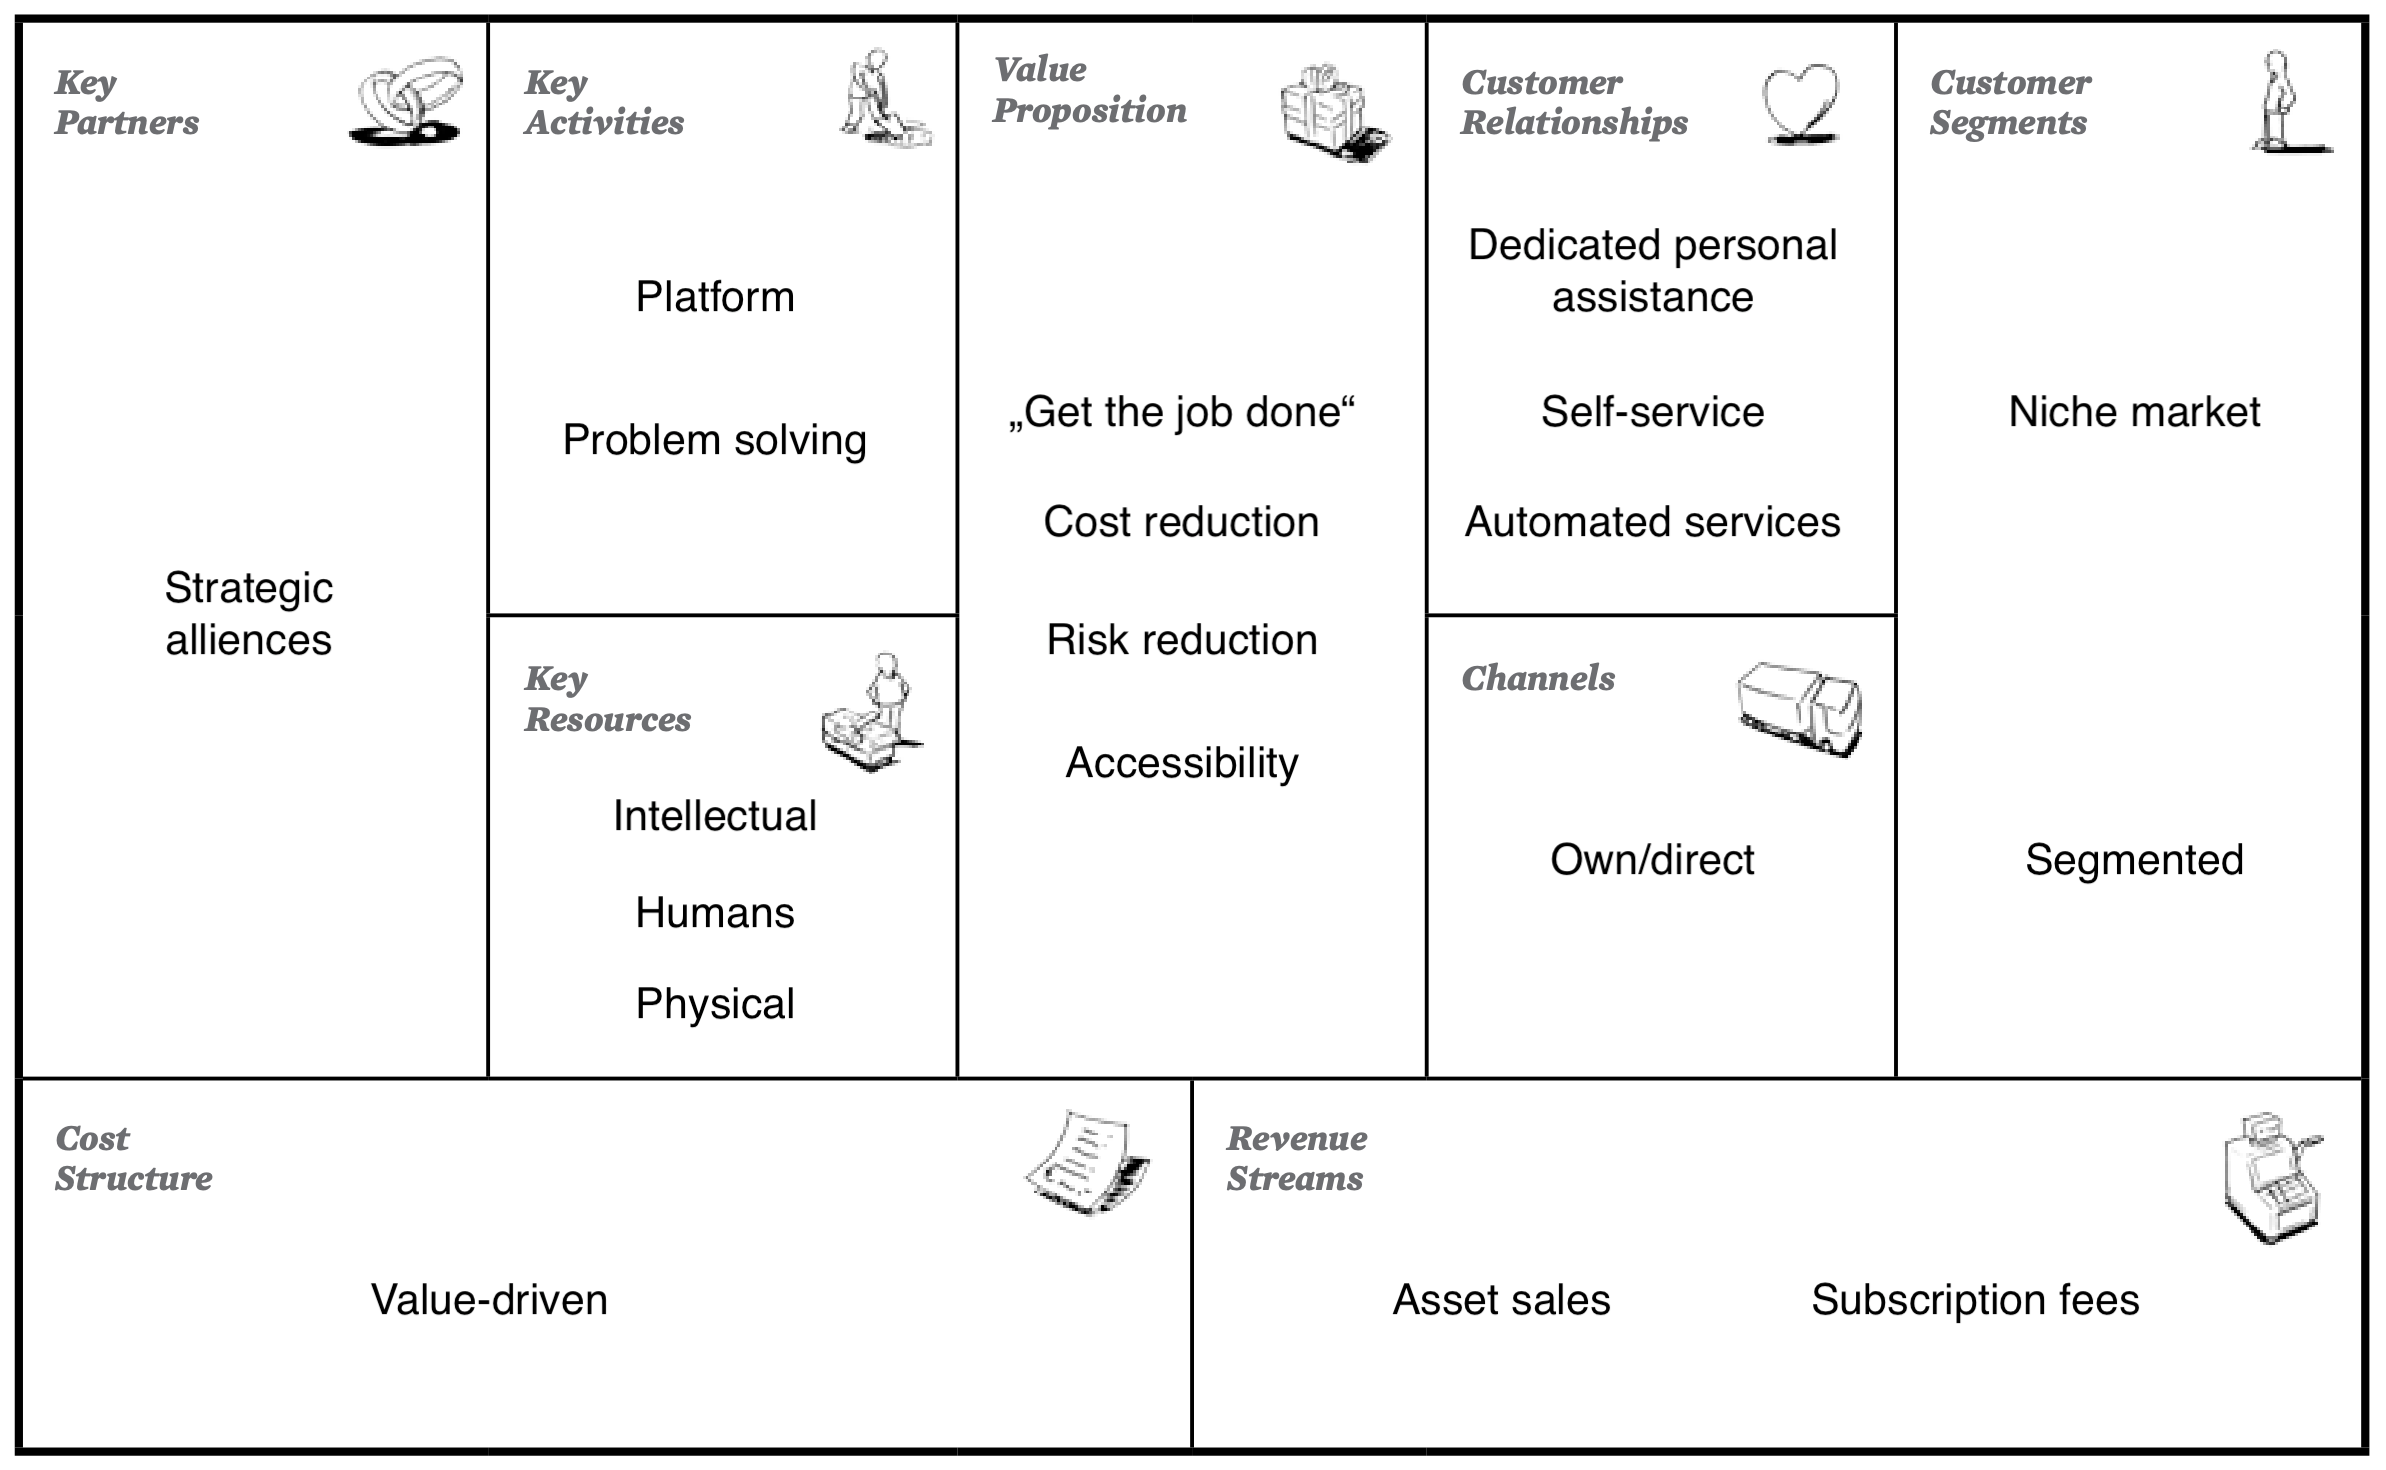 Key
Partners
Strategic
alliences
Key
Activities
Platform
Problem solving
Key
Resources
Intellectual
Humans
Physical
Value
Proposition
„Get the job done“
Cost reduction
Risk reduction
Accessibility
Customer
Relationships
Dedicated personal
assistance
Self-service
Automated services
Channels
Own/direct
Customer
Segments
Niche market
Segmented
Cost
Structure
Value-driven
Revenue
Streams
Asset sales
Subscription fees